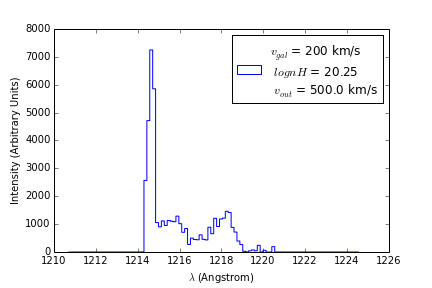 8000
7000
6000
5000
4000
3000
2000
1000
0
Intensity (Arbitrary Units)
v_gal = 200 km/s
lognH = 20.25
v_out = 500.0 km/s
1210 1212 1214 1216 1218 1220 1222 1224 1226
λ (Angstrom)